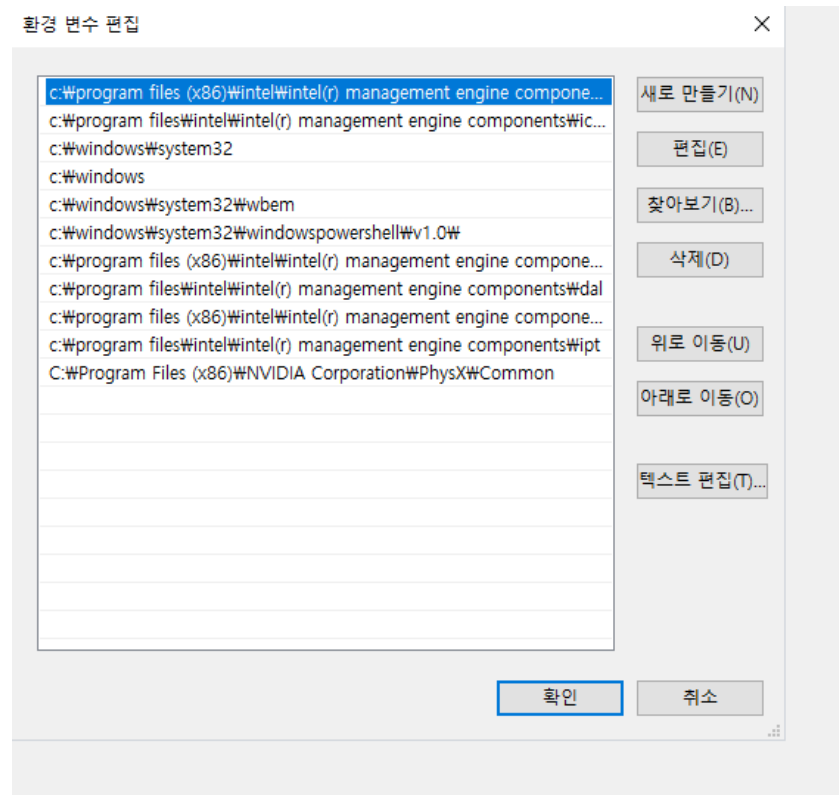 환경 변수 편집
c:₩program files (x86)₩intel₩intel(r) management engine compone...
c:₩program files₩intel₩intel(r) management engine components₩ic...
c:₩windows₩system32
c:₩windows
c:₩windows₩system32₩wbem
c:₩windows₩system32₩windowspowershell₩v1.0₩
c:₩program files (x86)₩intel₩intel(r) management engine compone...
c:₩program files₩intel₩intel(r) management engine components₩dal
c:₩program files (x86)₩intel₩intel(r) management engine compone...
c:₩program files₩intel₩intel(r) management engine components₩ipt
C:₩Program Files (x86)₩NVIDIA Corporation₩PhysX₩Common
새로 만들기(N)
편집(E)
찾아보기(B)...
삭제(D)
위로 이동(U)
아래로 이동(O)
텍스트 편집(T)...
확인
취소